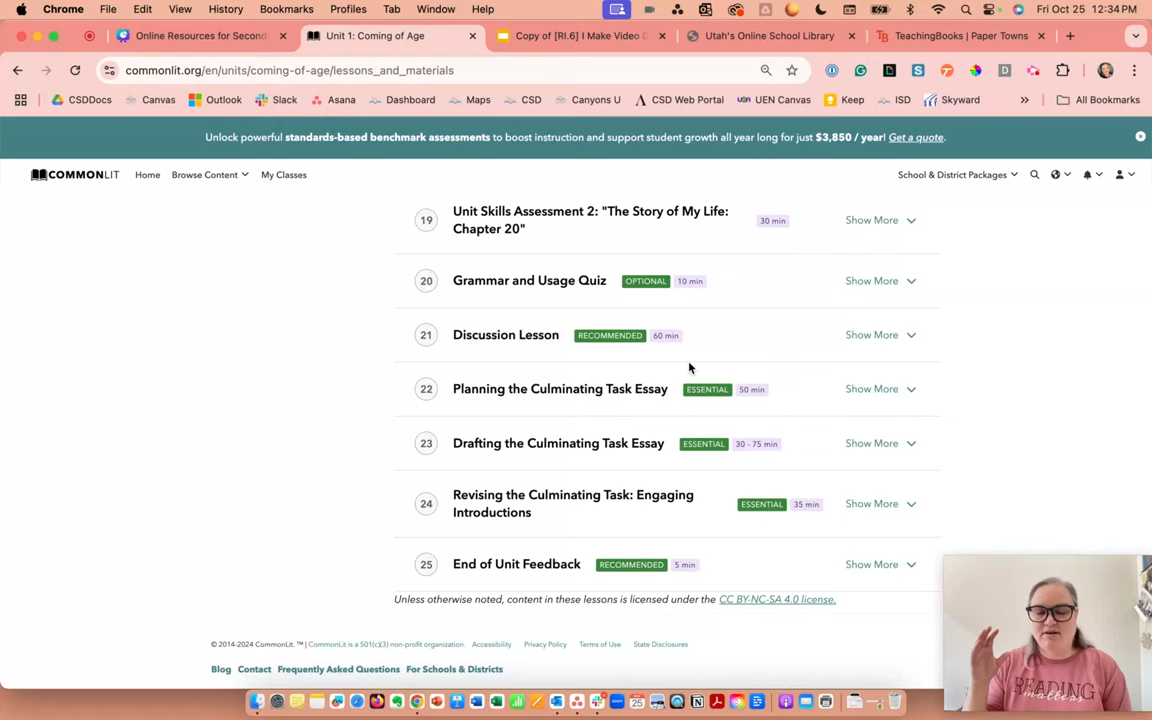 Chrome File Edit View History Bookmarks Profiles Tab Window Help Fri Oct 25 12:34 PM
Online Resources for Second Unit 1: Coming of Age Copy of [RI.6] I Make Video G Utah's Online School Library TeachingBooks | Paper Towns
commonlit.org/en/units/coming-of-age/lessons_and_materials
CSDDocs Canvas Outlook Slack Asana Dashboard Maps CSD Canyons U CSD Web Portal UEN Canvas Keep ISD Skyward » All Bookmarks
Unlock powerful standards-based benchmark assessments to boost instruction and support student growth all year long for just $3,850 / year! Get a quote.
COMMONLIT Home Browse Content My Classes School & District Packages
19 Unit Skills Assessment 2: "The Story of My Life: Chapter 20" 30 min Show More
20 Grammar and Usage Quiz OPTIONAL 10 min Show More
21 Discussion Lesson RECOMMENDED 60 min Show More
22 Planning the Culminating Task Essay ESSENTIAL 50 min Show More
23 Drafting the Culminating Task Essay ESSENTIAL 30 - 75 min Show More
24 Revising the Culminating Task: Engaging Introductions ESSENTIAL 35 min Show More
25 End of Unit Feedback RECOMMENDED 5 min Show More
Unless otherwise noted, content in these lessons is licensed under the CC BY-NC-SA 4.0 license.
© 2014-2024 CommonLit. ™ | CommonLit is a 501(c)(3) non-profit organization. Accessibility Privacy Policy Terms of Use State Disclosures
Blog Contact Frequently Asked Questions For Schools & Districts
READING
matters